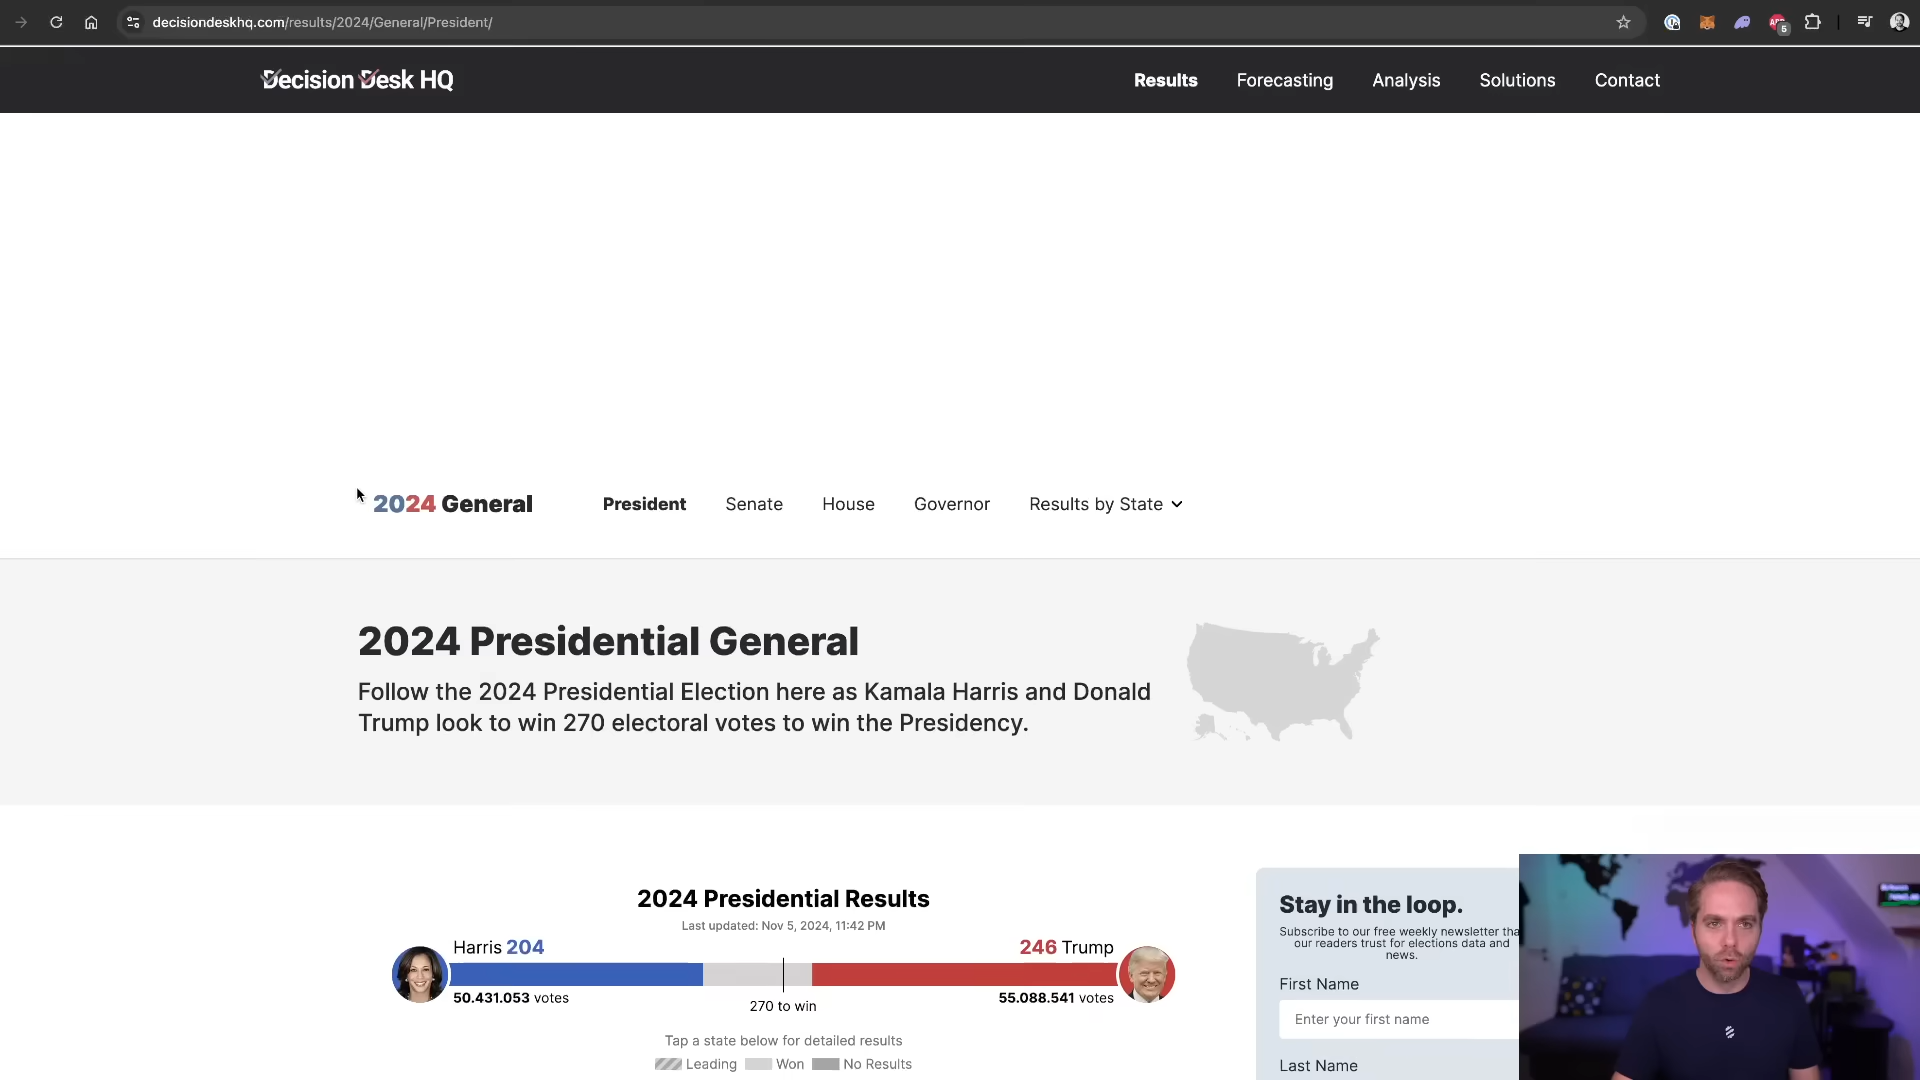 decisiondeskhq.com/results/2024/General/President/
5
Decision Desk HQ
Results
Forecasting
Analysis
Solutions
Contact
2024 General
President
Senate
House
Governor
Results by State
2024 Presidential General
Follow the 2024 Presidential Election here as Kamala Harris and Donald
Trump look to win 270 electoral votes to win the Presidency.
2024 Presidential Results
Last updated: Nov 5, 2024, 11:42 PM
Harris 204
246 Trump
50.431.053 votes
270 to win
55.088.541 votes
Tap a state below for detailed results
Leading
Won
No Results
Stay in the loop.
Subscribe to our free weekly newsletter tha
our readers trust for elections data and
news.
First Name
Enter your first name
Last Name